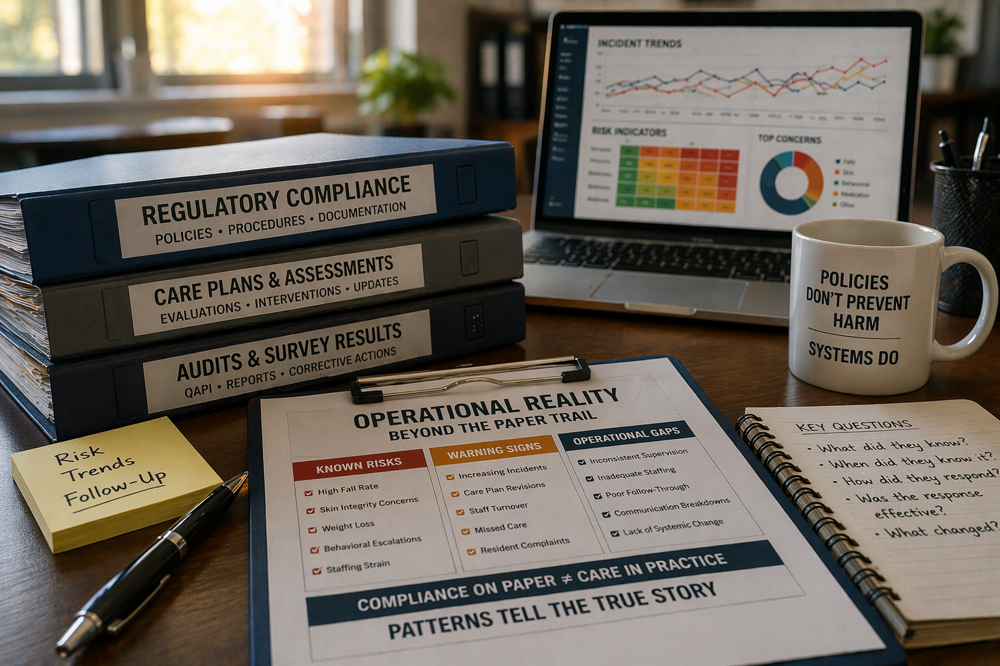 REGULATORY COMPLIANCE
POLICIES • PROCEDURES • DOCUMENTATION
CARE PLANS & ASSESSMENTS
EVALUATIONS • INTERVENTIONS • UPDATES
AUDITS & SURVEY RESULTS
QAPI • REPORTS • CORRECTIVE ACTIONS
INCIDENT TRENDS
RISK INDICATORS
TOP CONCERNS
Falls
Skin
Behavioral
Medication
Other
POLICIES
DON'T PREVENT
HARM
SYSTEMS DO
Risk
Trends
Follow-Up
OPERATIONAL REALITY
BEYOND THE PAPER TRAIL
KNOWN RISKS
High Fall Rate
Skin Integrity Concerns
Weight Loss
Behavioral Escalations
Staffing Strain
WARNING SIGNS
Increasing Incidents
Care Plan Revisions
Staff Turnover
Missed Care
Resident Complaints
OPERATIONAL GAPS
Inconsistent Supervision
Inadequate Staffing
Poor Follow-Through
Communication Breakdowns
Lack of Systemic Change
COMPLIANCE ON PAPER ≠ CARE IN PRACTICE
PATTERNS TELL THE TRUE STORY
KEY QUESTIONS
• What did they know?
• When did they know it?
• How did they respond?
• Was the response
effective?
• What changed?